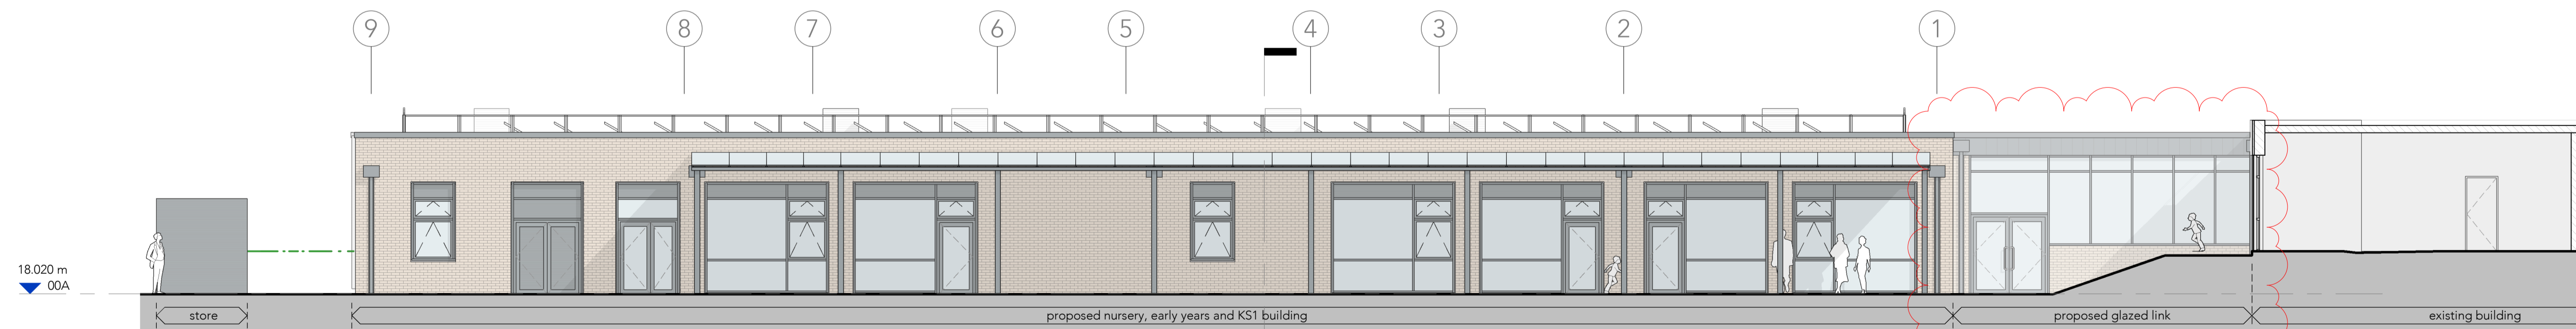 9 8 7 6 5 4 3 2 1
18.020 m
00A
store
proposed nursery, early years and KS1 building
proposed glazed link
existing building